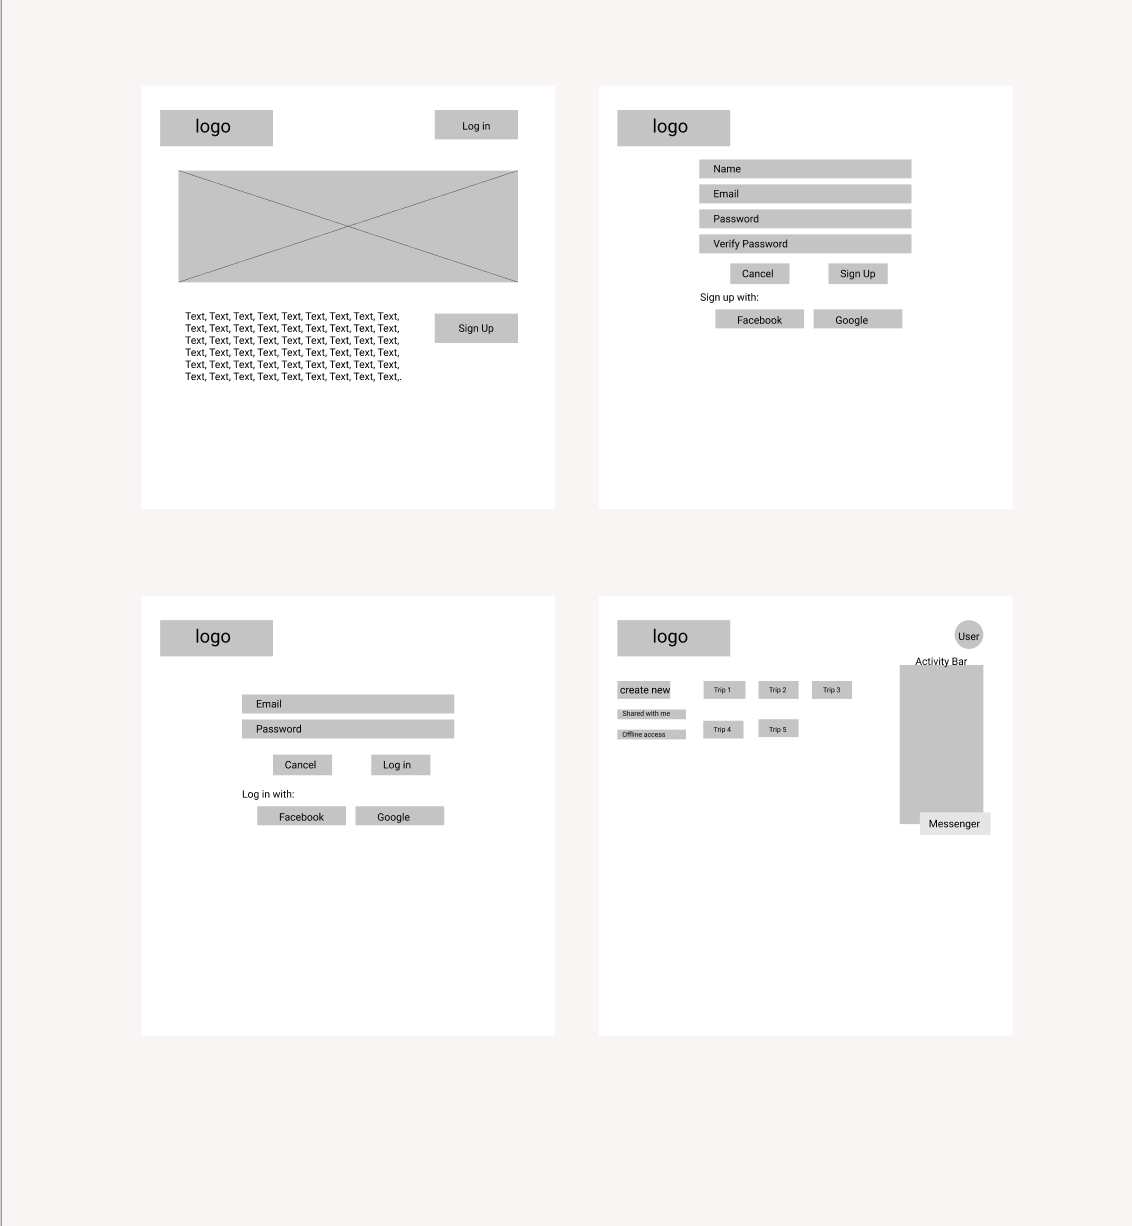 logo
Log in
Text, Text, Text, Text, Text, Text, Text, Text, Text,
Text, Text, Text, Text, Text, Text, Text, Text, Text,
Text, Text, Text, Text, Text, Text, Text, Text, Text,
Text, Text, Text, Text, Text, Text, Text, Text, Text,
Text, Text, Text, Text, Text, Text, Text, Text, Text,
Text, Text, Text, Text, Text, Text, Text, Text, Text,.
Sign Up
logo
Name
Email
Password
Verify Password
Cancel
Sign Up
Sign up with:
Facebook
Google
logo
Email
Password
Cancel
Log in
Log in with:
Facebook
Google
logo
User
Activity Bar
create new
Trip 1
Trip 2
Trip 3
Shared with me
Offline access
Trip 4
Trip 5
Messenger